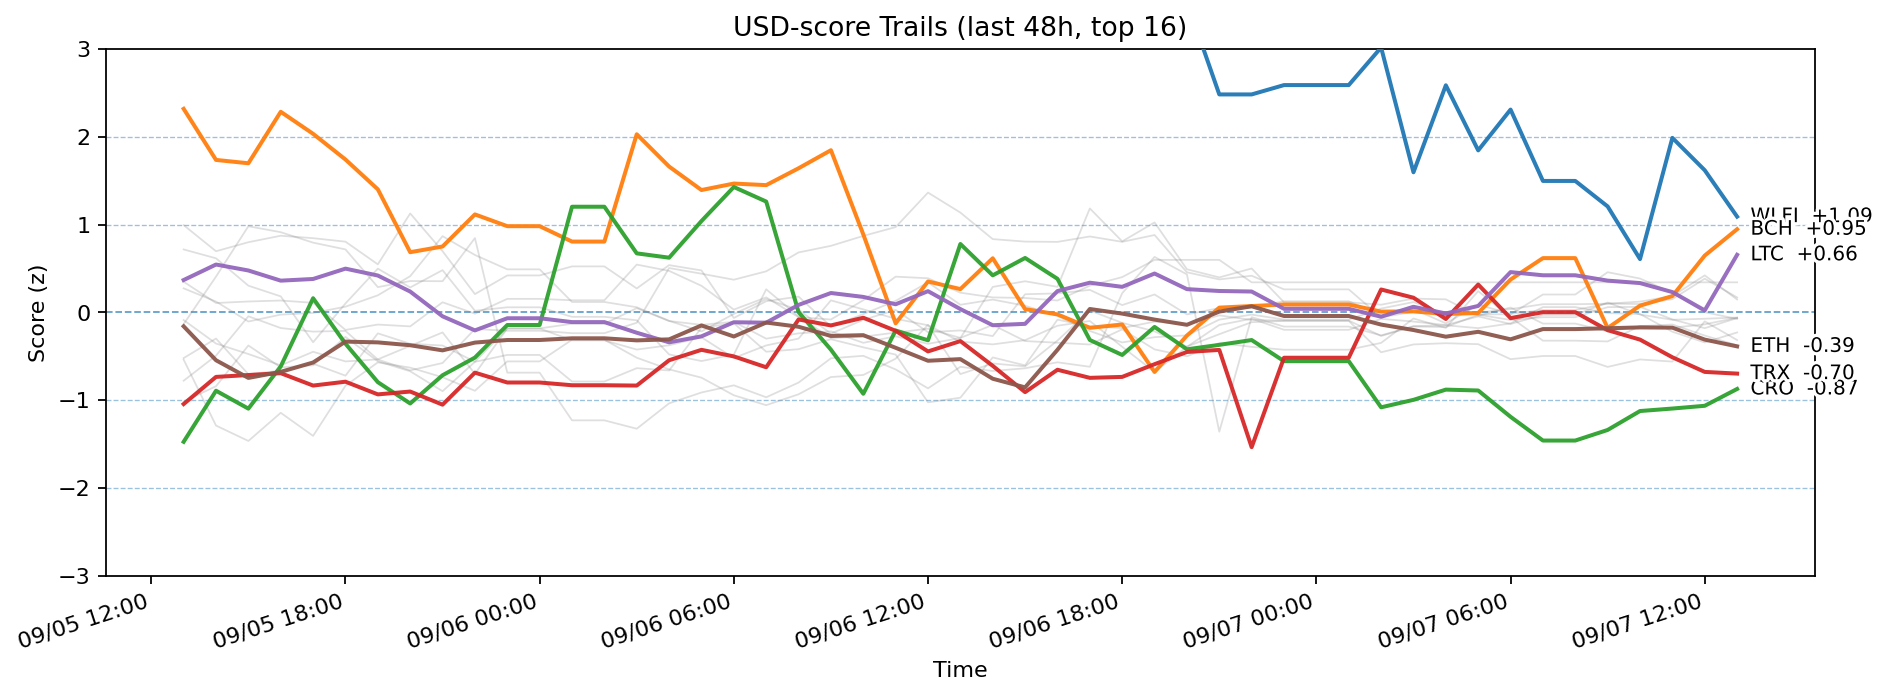 USD-score Trails (last 48h, top 16)
Score (z)
3
2
1
0
−1
−2
−3
WLFI +1.09
BCH +0.95
LTC +0.66
ETH -0.39
TRX -0.70
CRO -0.87
09/05 12:00
09/05 18:00
09/06 00:00
09/06 06:00
09/06 12:00
09/06 18:00
09/07 00:00
09/07 06:00
09/07 12:00
Time